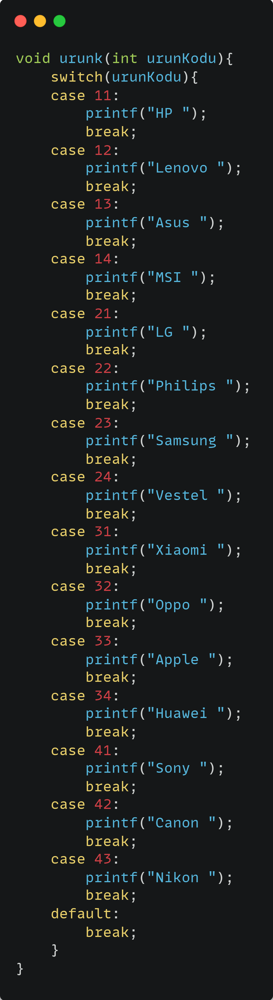 void urunk(int urunKodu){
    switch(urunKodu){
    case 11:
        printf("HP ");
        break;
    case 12:
        printf("Lenovo ");
        break;
    case 13:
        printf("Asus ");
        break;
    case 14:
        printf("MSI ");
        break;
    case 21:
        printf("LG ");
        break;
    case 22:
        printf("Philips ");
        break;
    case 23:
        printf("Samsung ");
        break;
    case 24:
        printf("Vestel ");
        break;
    case 31:
        printf("Xiaomi ");
        break;
    case 32:
        printf("Oppo ");
        break;
    case 33:
        printf("Apple ");
        break;
    case 34:
        printf("Huawei ");
        break;
    case 41:
        printf("Sony ");
        break;
    case 42:
        printf("Canon ");
        break;
    case 43:
        printf("Nikon ");
        break;
    default:
        break;
    }
}